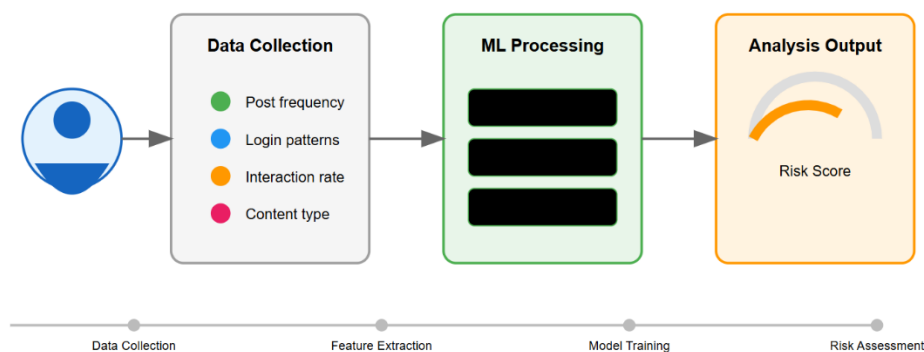 Data Collection
ML Processing
Analysis Output
Post frequency
Login patterns
Interaction rate
Content type
Risk Score
Data Collection
Feature Extraction
Model Training
Risk Assessment